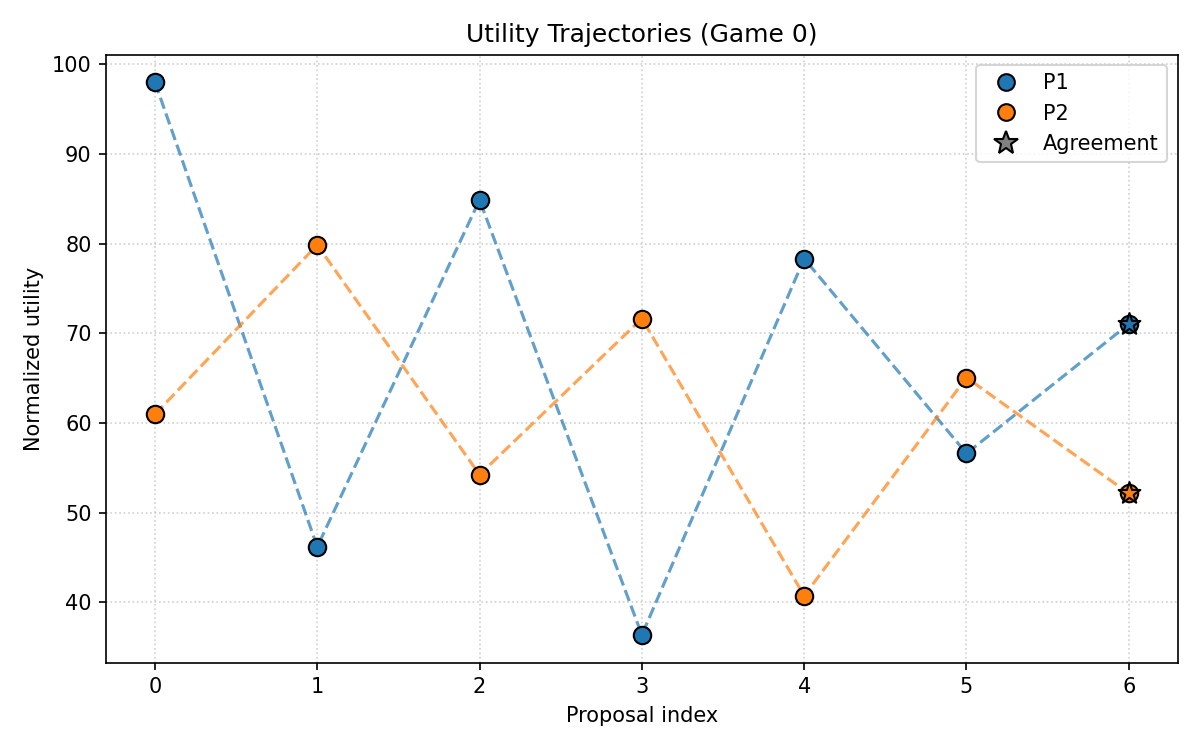 Utility Trajectories (Game 0)
P1
P2
Agreement
Normalized utility
100
90
80
70
60
50
40
0 1 2 3 4 5 6
Proposal index